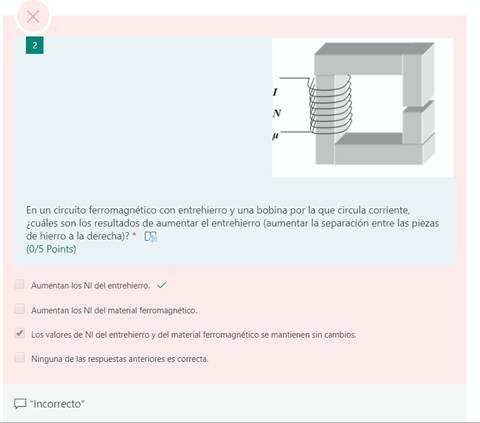 2
I
N
μ
En un circuito ferromagnético con entrehierro y una bobina por la que circula corriente,
¿cuáles son los resultados de aumentar el entrehierro (aumentar la separación entre las piezas
de hierro a la derecha)? *
(0/5 Points)
Aumentan los NI del entrehierro.
Aumentan los NI del material ferromagnético.
Los valores de NI del entrehierro y del material ferromagnético se mantienen sin cambios.
Ninguna de las respuestas anteriores es correcta.
"Incorrecto"